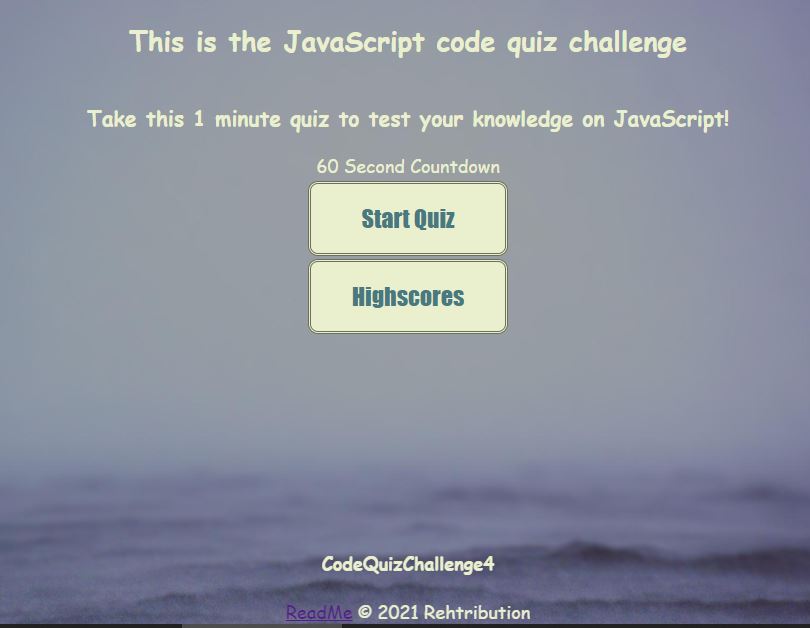 This is the JavaScript code quiz challenge
Take this 1 minute quiz to test your knowledge on JavaScript!
60 Second Countdown
Start Quiz
Highscores
CodeQuizChallenge4
ReadMe © 2021 Rehtribution